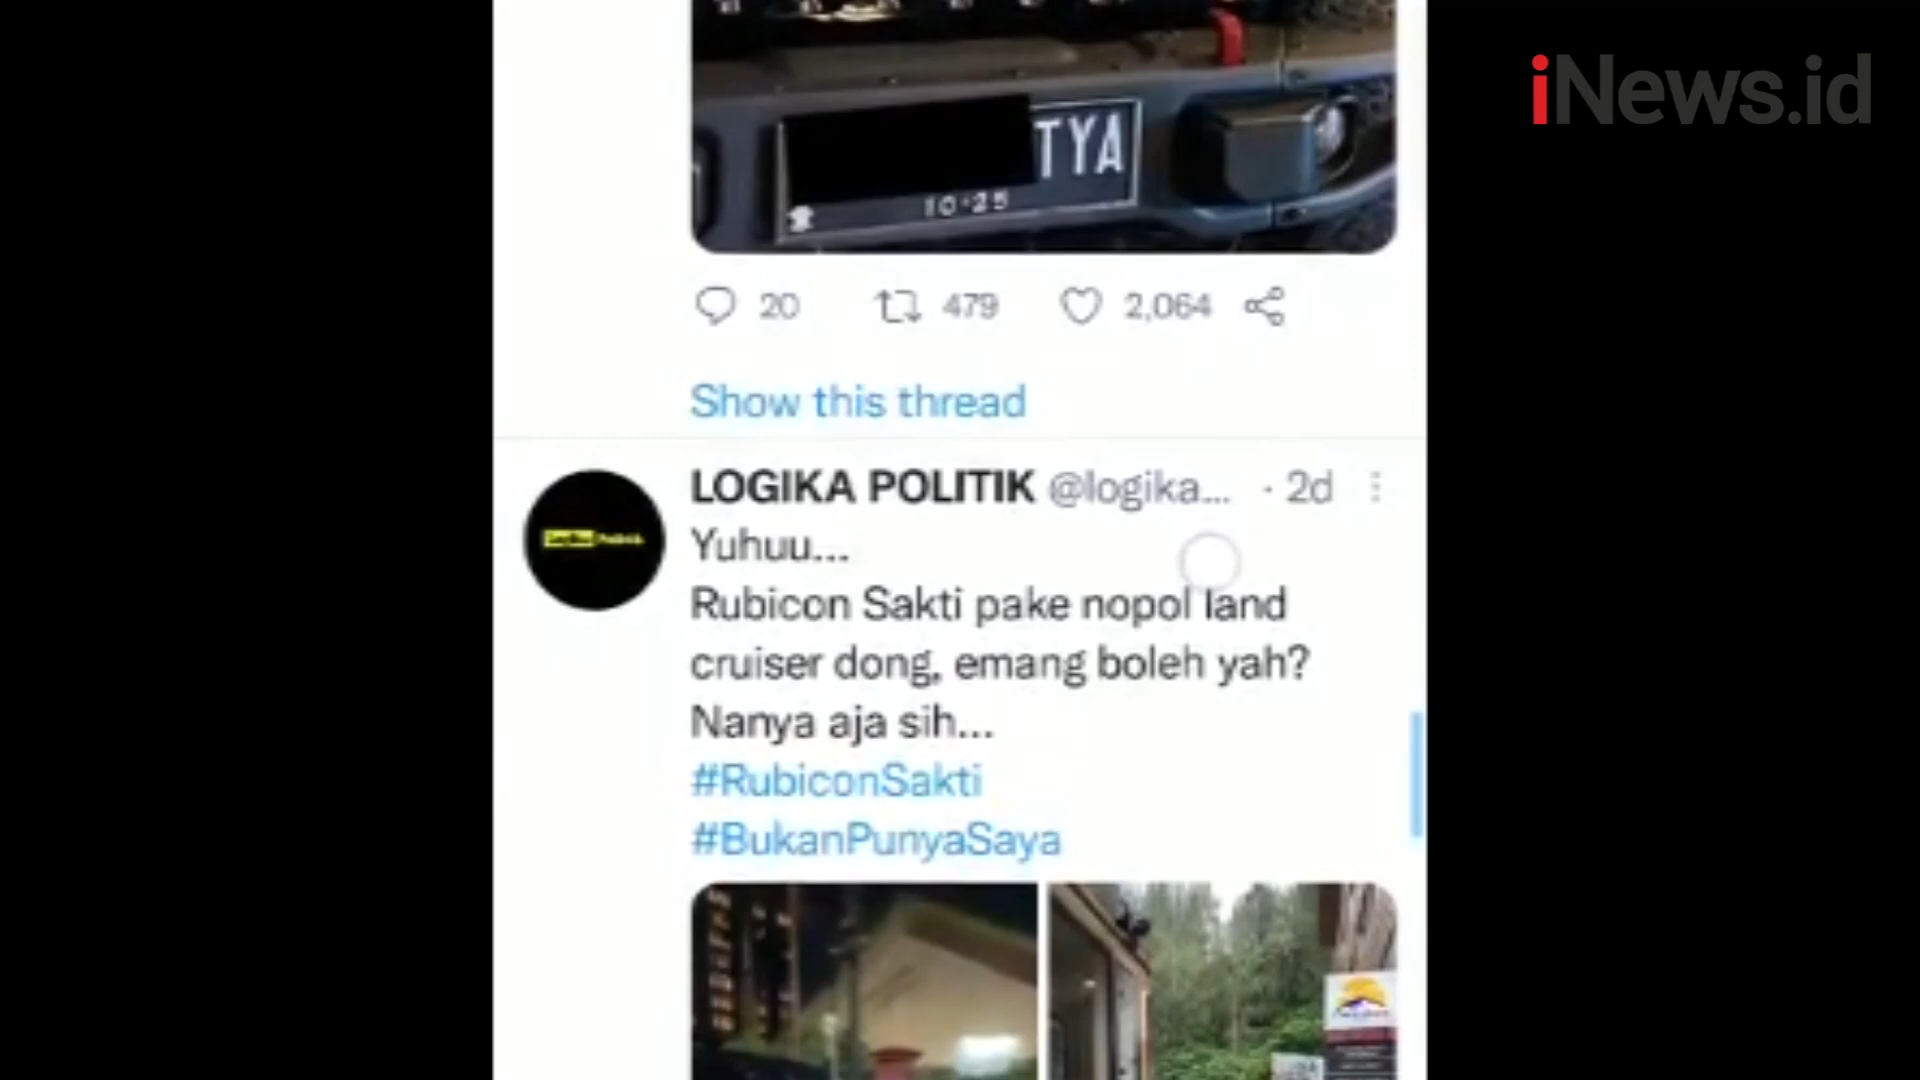 iNews.id
TYA
10-25
20 479 2,064
Show this thread
LOGIKA POLITIK @logika... · 2d
Yuhuu...
Rubicon Sakti pake nopol land
cruiser dong, emang boleh yah?
Nanya aja sih...
#RubiconSakti
#BukanPunyaSaya